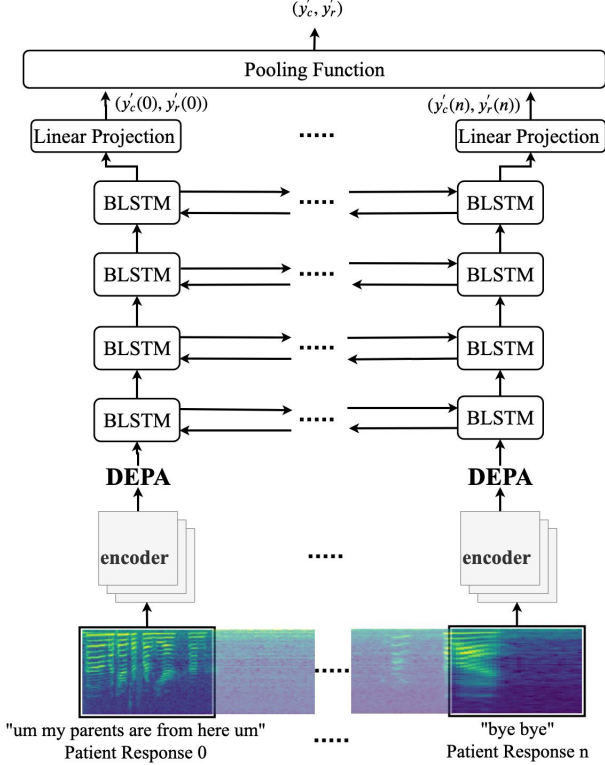 (y'c, y'r)
Pooling Function
(y'c(0), y'r(0)) (y'c(n), y'r(n))
Linear Projection ..... Linear Projection
BLSTM ..... BLSTM
BLSTM ..... BLSTM
BLSTM ..... BLSTM
BLSTM ..... BLSTM
DEPA DEPA
encoder ..... encoder
.....
"um my parents are from here um" "bye bye"
Patient Response 0 ..... Patient Response n